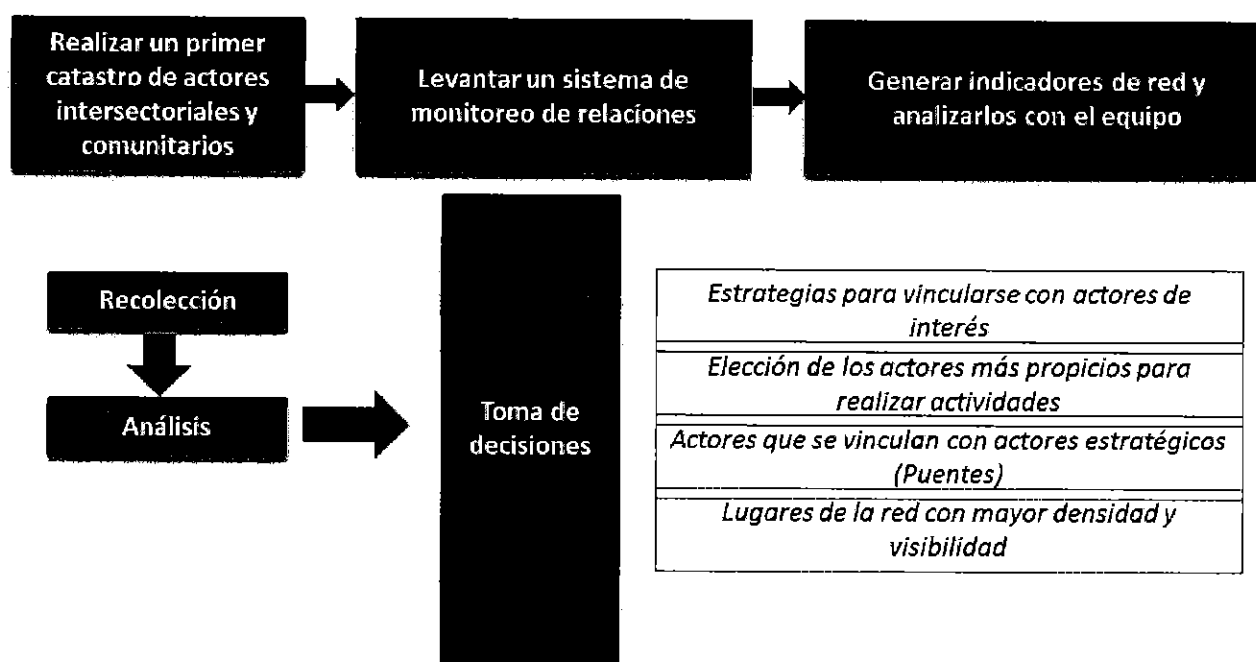 Realizar un primer
catastro de actores
intersectoriales y
comunitarios
Levantar un sistema de
monitoreo de relaciones
Generar indicadores de red y
analizarlos con el equipo
Recolección
Análisis
Toma de
decisiones
Estrategias para vincularse con actores de
interés
Elección de los actores más propicios para
realizar actividades
Actores que se vinculan con actores estratégicos
(Puentes)
Lugares de la red con mayor densidad y
visibilidad